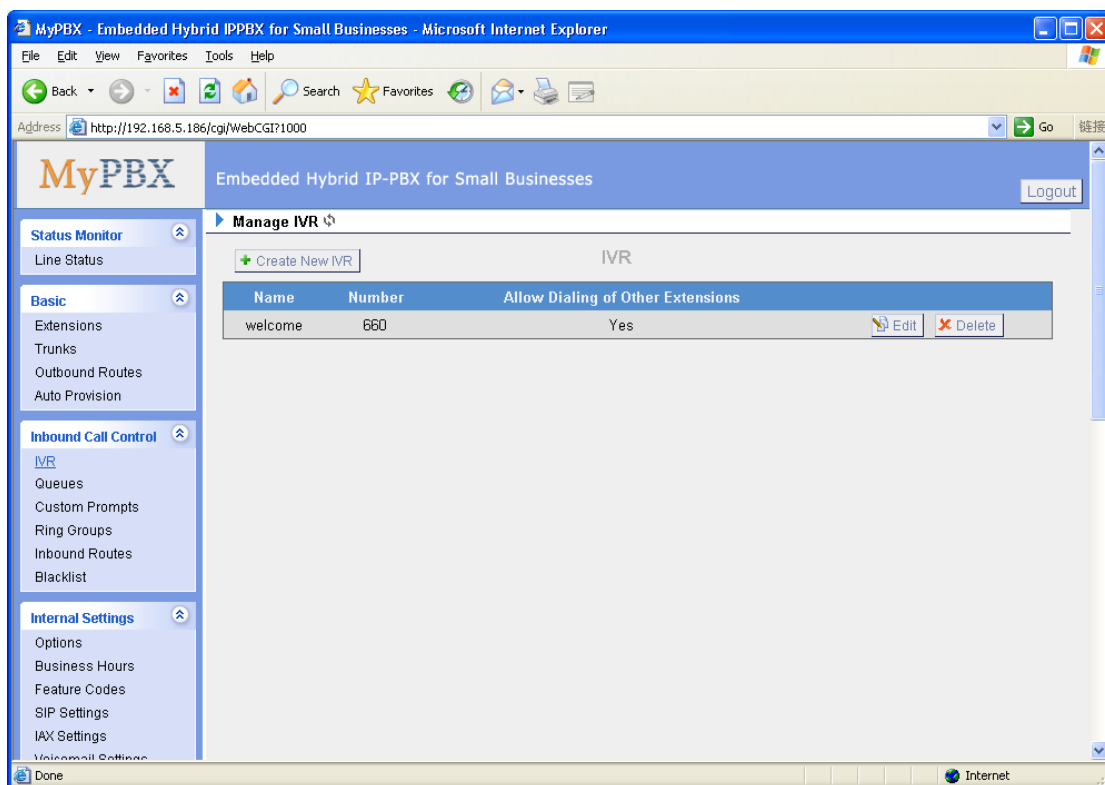 MyPBX - Embedded Hybrid IPPBX for Small Businesses - Microsoft Internet Explorer
File Edit View Favorites Tools Help
Back Search Favorites
Address http://192.168.5.186/cgi/WebCGI?1000 Go 链接
MyPBX Embedded Hybrid IP-PBX for Small Businesses
Logout
Manage IVR
Status Monitor
Line Status
Create New IVR IVR
Basic
Extensions
Trunks
Outbound Routes
Auto Provision
Name Number Allow Dialing of Other Extensions
welcome 660 Yes Edit Delete
Inbound Call Control
IVR
Queues
Custom Prompts
Ring Groups
Inbound Routes
Blacklist
Internal Settings
Options
Business Hours
Feature Codes
SIP Settings
IAX Settings
Voicemail Settings
Done Internet